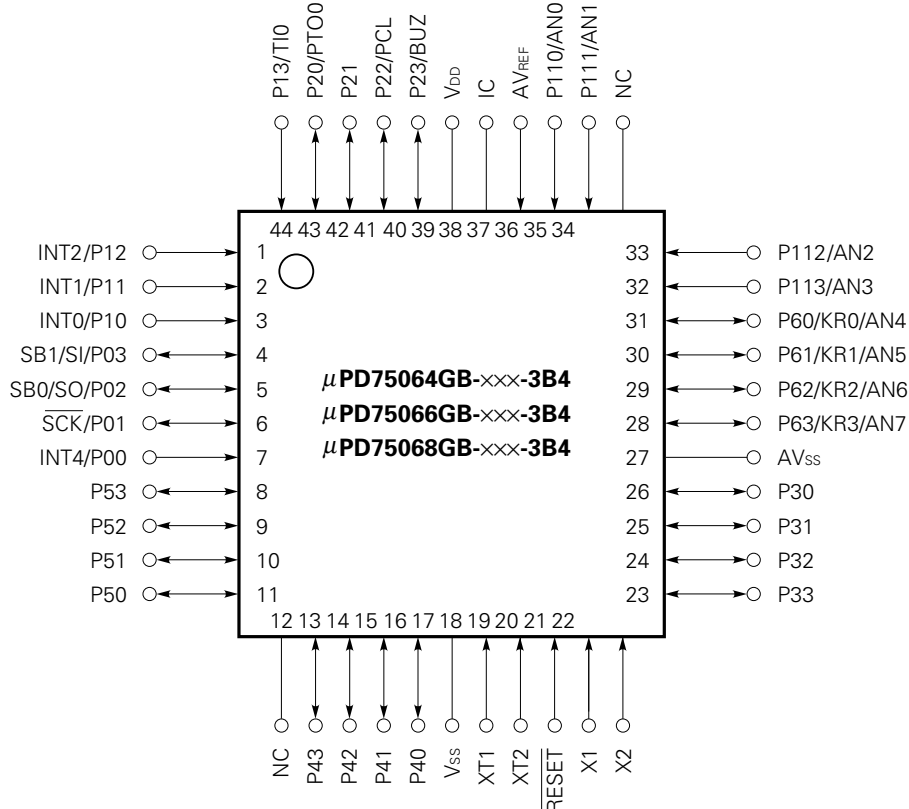 P13/TI0
P20/PTO0
P21
P22/PCL
P23/BUZ
VDD
IC
AVREF
P110/AN0
P111/AN1
NC
44 43 42 41 40 39 38 37 36 35 34
INT2/P12 1
INT1/P11 2
INT0/P10 3
SB1/SI/P03 4
SB0/SO/P02 5
SCK/P01 6
INT4/P00 7
P53 8
P52 9
P51 10
P50 11
μPD75064GB-×××-3B4
μPD75066GB-×××-3B4
μPD75068GB-×××-3B4
33 P112/AN2
32 P113/AN3
31 P60/KR0/AN4
30 P61/KR1/AN5
29 P62/KR2/AN6
28 P63/KR3/AN7
27 AVSS
26 P30
25 P31
24 P32
23 P33
12 13 14 15 16 17 18 19 20 21 22
NC
P43
P42
P41
P40
VSS
XT1
XT2
RESET
X1
X2